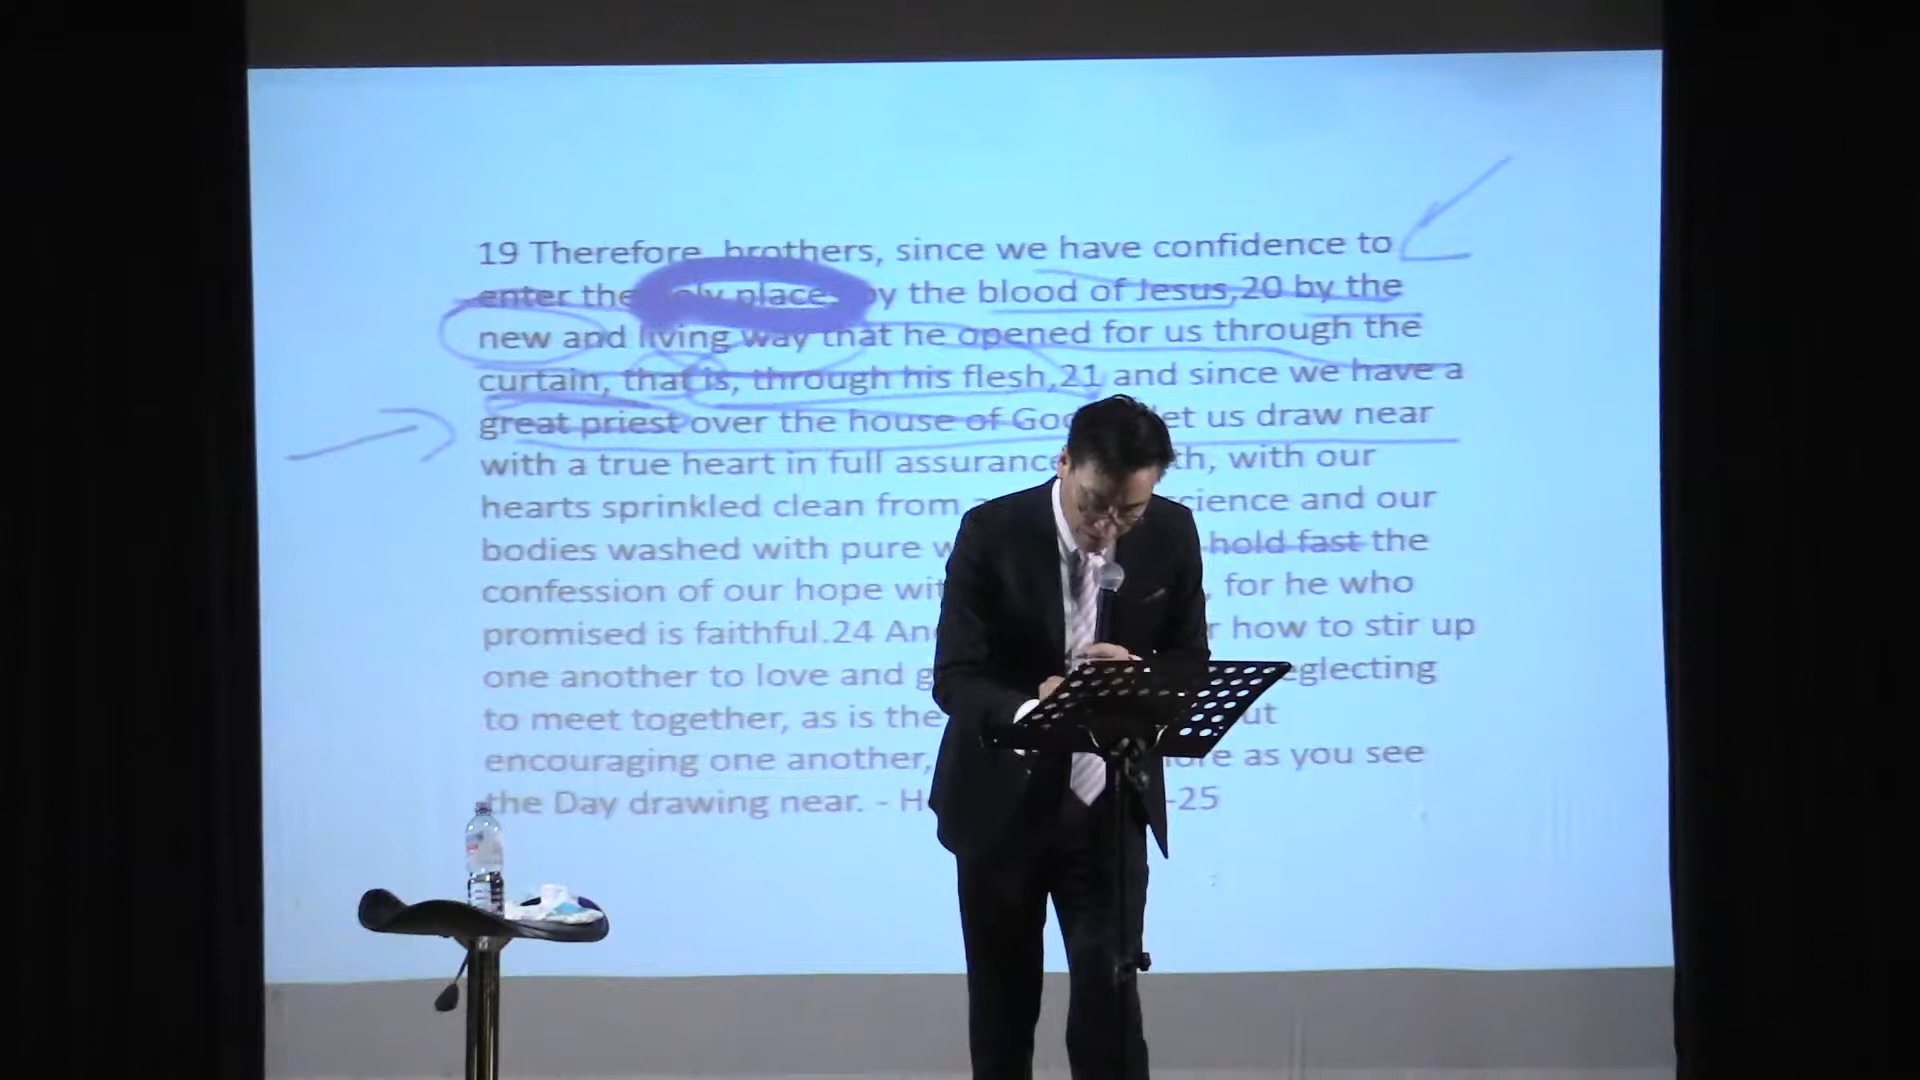 19 Therefore, brothers, since we have confidence to
enter the holy places by the blood of Jesus,20 by the
new and living way that he opened for us through the
curtain, that is, through his flesh,21 and since we have a
great priest over the house of God let us draw near
with a true heart in full assurance th, with our
hearts sprinkled clean from science and our
bodies washed with pure w hold fast the
confession of our hope wit , for he who
promised is faithful.24 And r how to stir up
one another to love and g eglecting
to meet together, as is the ut
encouraging one another, ore as you see
the Day drawing near. - H -25